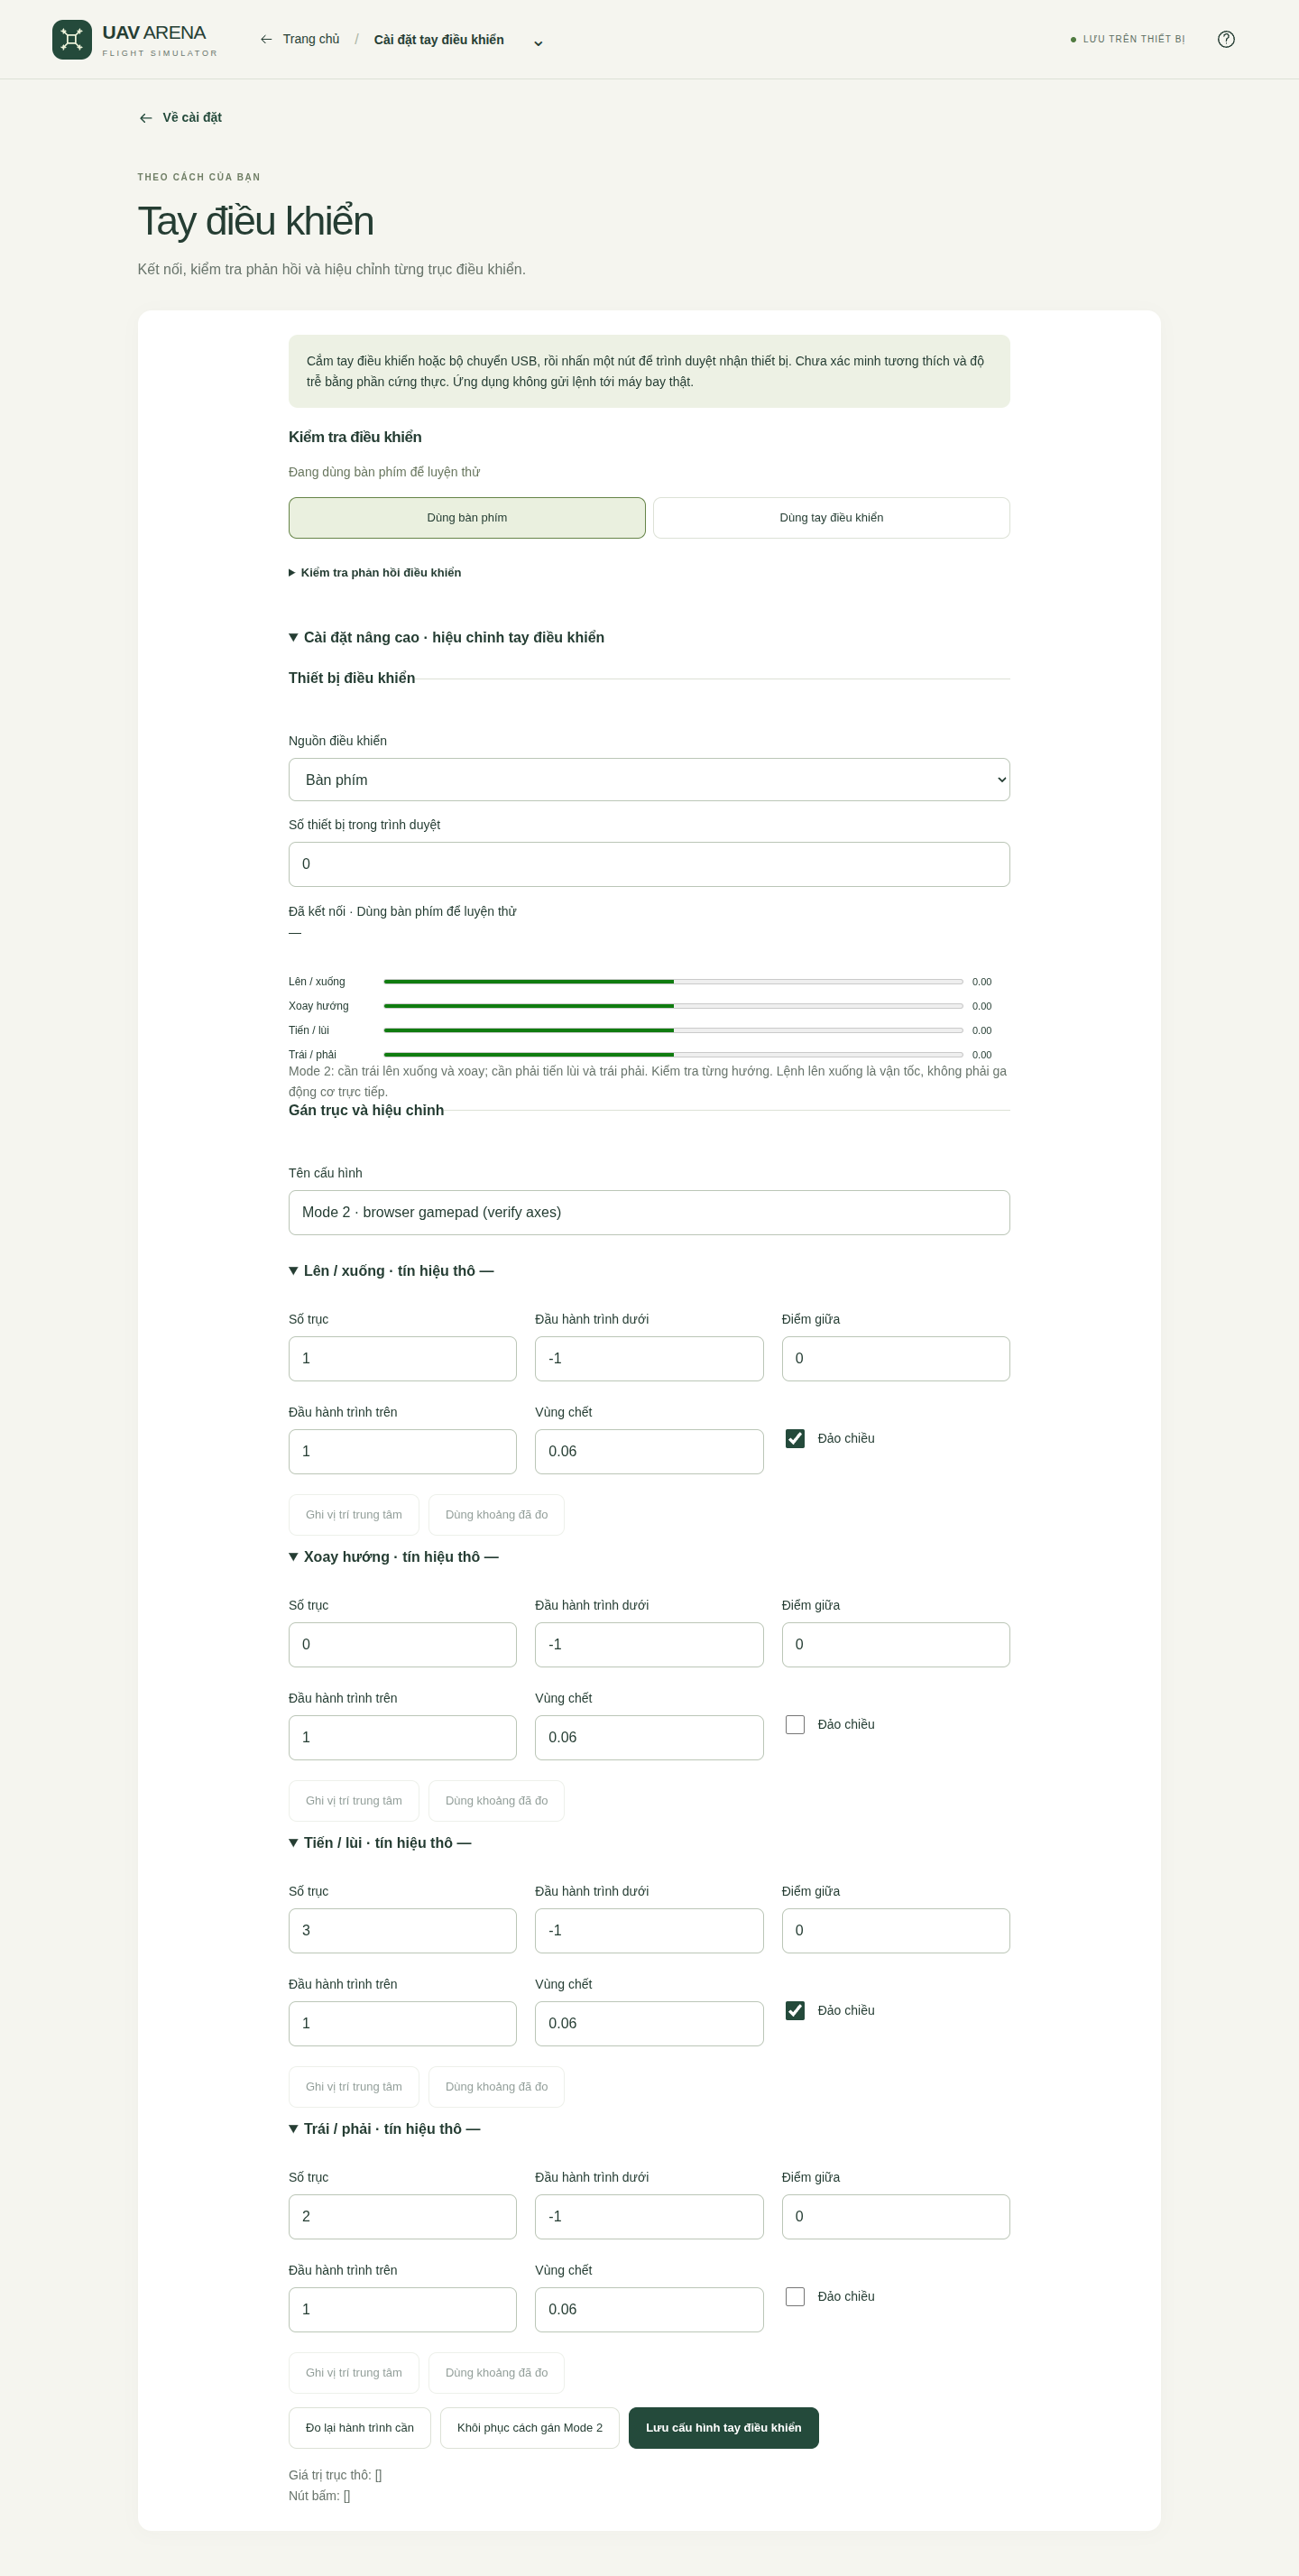 UAV ARENA
FLIGHT SIMULATOR
← Trang chủ / Cài đặt tay điều khiển
LƯU TRÊN THIẾT BỊ
← Về cài đặt
THEO CÁCH CỦA BẠN
Tay điều khiển
Kết nối, kiểm tra phản hồi và hiệu chỉnh từng trục điều khiển.
Cắm tay điều khiển hoặc bộ chuyển USB, rồi nhấn một nút để trình duyệt nhận thiết bị. Chưa xác minh tương thích và độ
trễ bằng phần cứng thực. Ứng dụng không gửi lệnh tới máy bay thật.
Kiểm tra điều khiển
Đang dùng bàn phím để luyện thử
Dùng bàn phím
Dùng tay điều khiển
Kiểm tra phản hồi điều khiển
Cài đặt nâng cao · hiệu chỉnh tay điều khiển
Thiết bị điều khiển
Nguồn điều khiển
Bàn phím
Số thiết bị trong trình duyệt
0
Đã kết nối · Dùng bàn phím để luyện thử
—
Lên / xuống 0.00
Xoay hướng 0.00
Tiến / lùi 0.00
Trái / phải 0.00
Mode 2: cần trái lên xuống và xoay; cần phải tiến lùi và trái phải. Kiểm tra từng hướng. Lệnh lên xuống là vận tốc, không phải ga
động cơ trực tiếp.
Gán trục và hiệu chỉnh
Tên cấu hình
Mode 2 · browser gamepad (verify axes)
Lên / xuống · tín hiệu thô —
Số trục Đầu hành trình dưới Điểm giữa
1 -1 0
Đầu hành trình trên Vùng chết
1 0.06 Đảo chiều
Ghi vị trí trung tâm Dùng khoảng đã đo
Xoay hướng · tín hiệu thô —
Số trục Đầu hành trình dưới Điểm giữa
0 -1 0
Đầu hành trình trên Vùng chết
1 0.06 Đảo chiều
Ghi vị trí trung tâm Dùng khoảng đã đo
Tiến / lùi · tín hiệu thô —
Số trục Đầu hành trình dưới Điểm giữa
3 -1 0
Đầu hành trình trên Vùng chết
1 0.06 Đảo chiều
Ghi vị trí trung tâm Dùng khoảng đã đo
Trái / phải · tín hiệu thô —
Số trục Đầu hành trình dưới Điểm giữa
2 -1 0
Đầu hành trình trên Vùng chết
1 0.06 Đảo chiều
Ghi vị trí trung tâm Dùng khoảng đã đo
Đo lại hành trình cần Khôi phục cách gán Mode 2 Lưu cấu hình tay điều khiển
Giá trị trục thô: []
Nút bấm: []